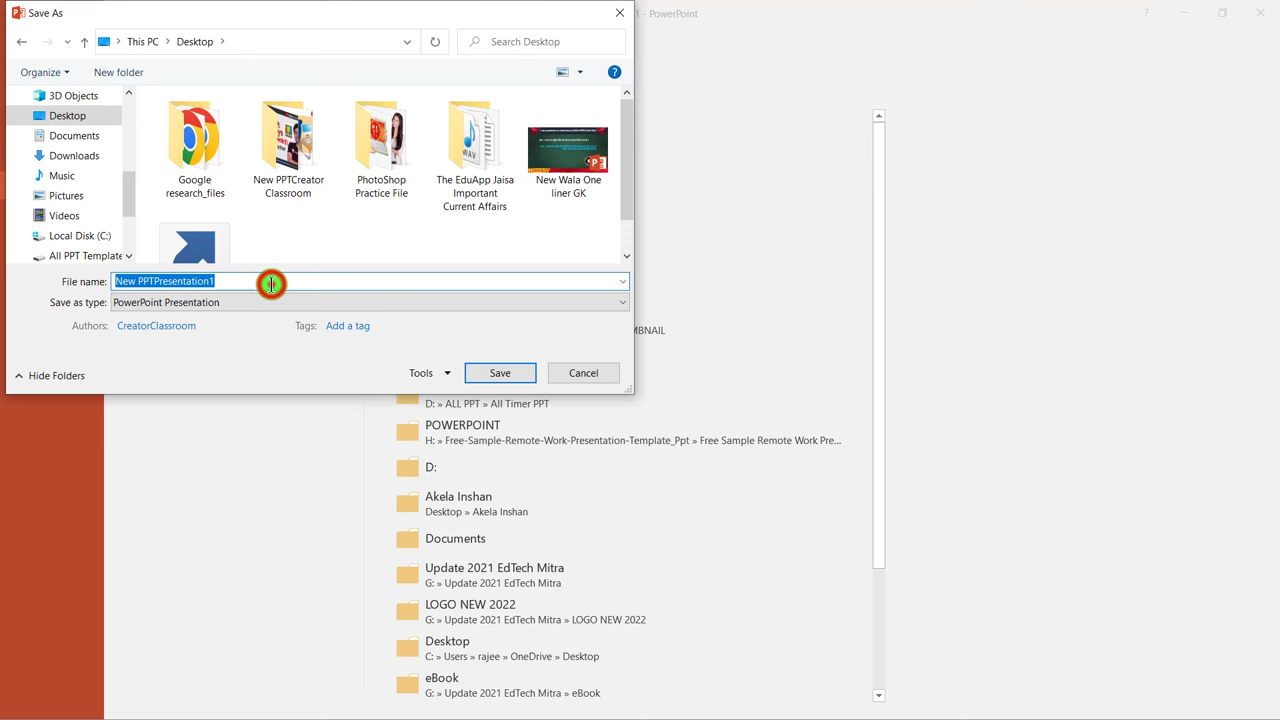 Save As
1 - PowerPoint
This PC
Desktop
Search Desktop
Organize
New folder
3D Objects
Desktop
Documents
Downloads
Music
Pictures
Videos
Local Disk (C:)
All PPT Template
Google
research_files
New PPTCreator
Classroom
PhotoShop
Practice File
The EduApp Jaisa
Important
Current Affairs
WAV
New Wala One
liner GK
File name:
New PPTPresentation1
Save as type:
PowerPoint Presentation
Authors:
CreatorClassroom
Tags:
Add a tag
MBNAIL
Hide Folders
Tools
Save
Cancel
D: » ALL PPT » All Timer PPT
POWERPOINT
H: » Free-Sample-Remote-Work-Presentation-Template_Ppt » Free Sample Remote Work Pre...
D:
Akela Inshan
Desktop » Akela Inshan
Documents
Update 2021 EdTech Mitra
G: » Update 2021 EdTech Mitra
LOGO NEW 2022
G: » Update 2021 EdTech Mitra » LOGO NEW 2022
Desktop
C: » Users » rajee » OneDrive » Desktop
eBook
G: » Update 2021 EdTech Mitra » eBook